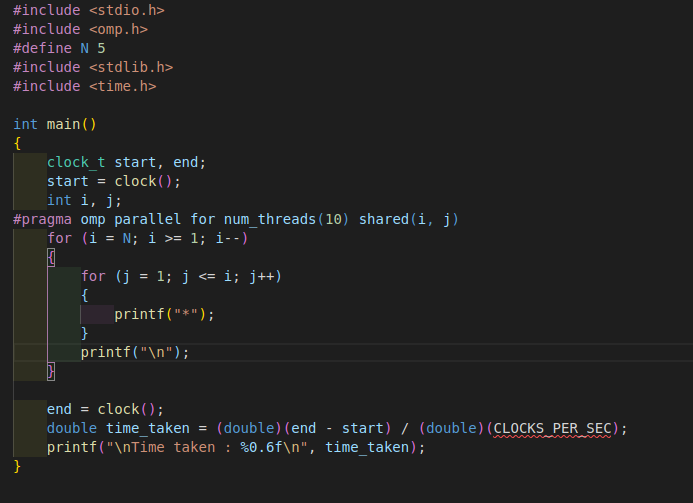 #include <stdio.h>
#include <omp.h>
#define N 5
#include <stdlib.h>
#include <time.h>

int main()
{
    clock_t start, end;
    start = clock();
    int i, j;
#pragma omp parallel for num_threads(10) shared(i, j)
    for (i = N; i >= 1; i--)
    {
        for (j = 1; j <= i; j++)
        {
            printf("*");
        }
        printf("\n");
    }

    end = clock();
    double time_taken = (double)(end - start) / (double)(CLOCKS_PER_SEC);
    printf("\nTime taken : %0.6f\n", time_taken);
}